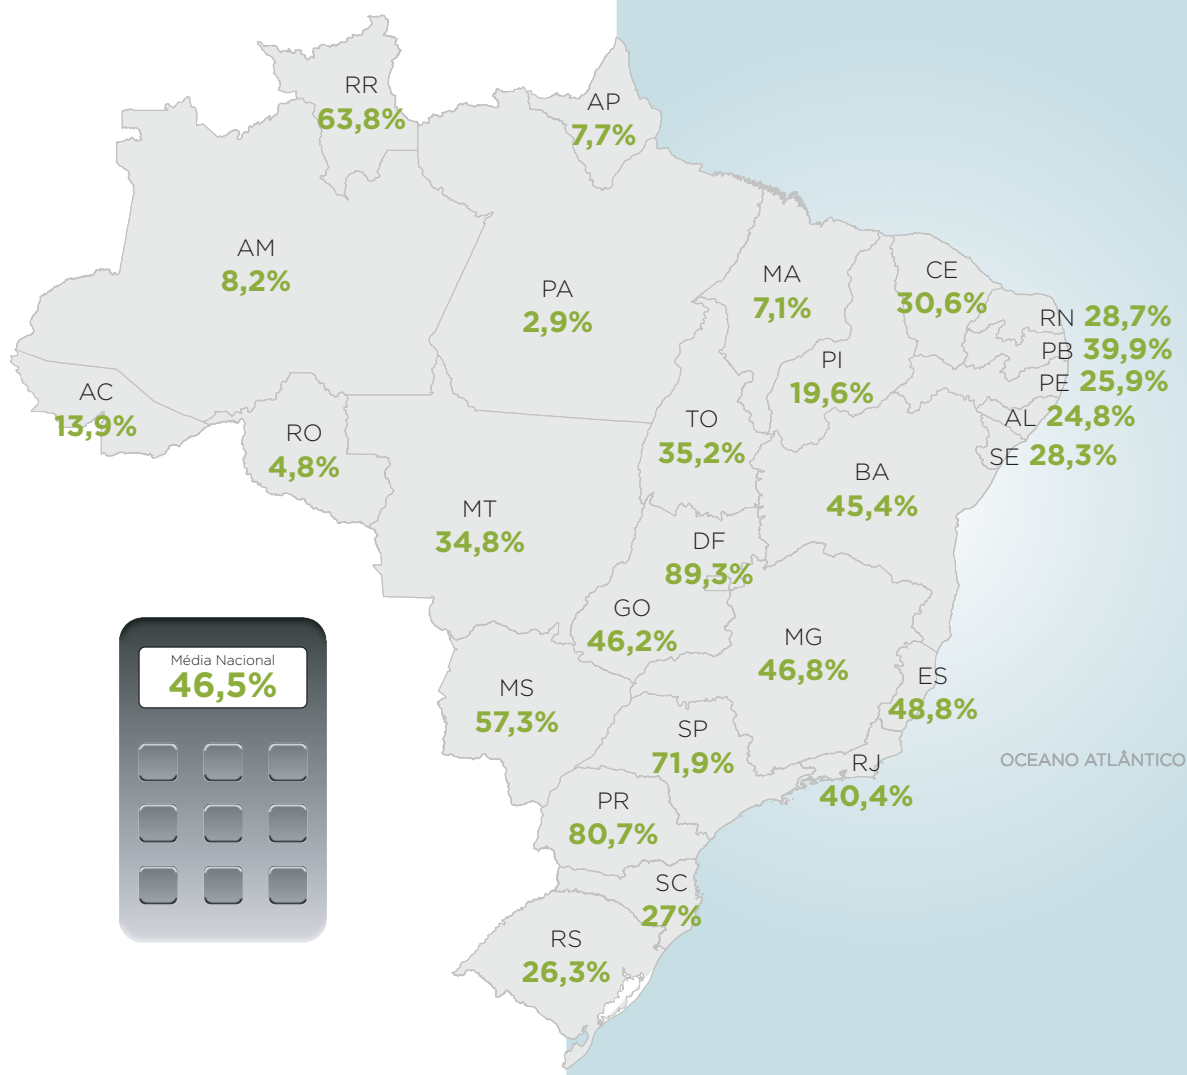 RR
63,8%
AP
7,7%
AM
8,2%
PA
2,9%
MA
7,1%
CE
30,6%
RN 28,7%
PB 39,9%
PE 25,9%
AL 24,8%
SE 28,3%
PI
19,6%
AC
13,9%
RO
4,8%
TO
35,2%
BA
45,4%
MT
34,8%
DF
89,3%
GO
46,2%
MG
46,8%
ES
48,8%
MS
57,3%
SP
71,9%
RJ
40,4%
OCEANO ATLÂNTICO
PR
80,7%
SC
27%
RS
26,3%
Média Nacional
46,5%